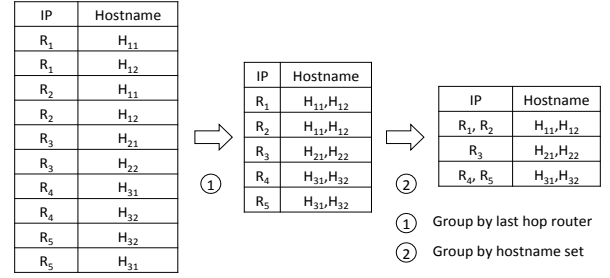 IP Hostname
R1 H11
R1 H12
R2 H11
R2 H12
R3 H21
R3 H22
R4 H31
R4 H32
R5 H32
R5 H31
1
IP Hostname
R1 H11,H12
R2 H11,H12
R3 H21,H22
R4 H31,H32
R5 H31,H32
2
IP Hostname
R1, R2 H11,H12
R3 H21,H22
R4, R5 H31,H32
1 Group by last hop router
2 Group by hostname set